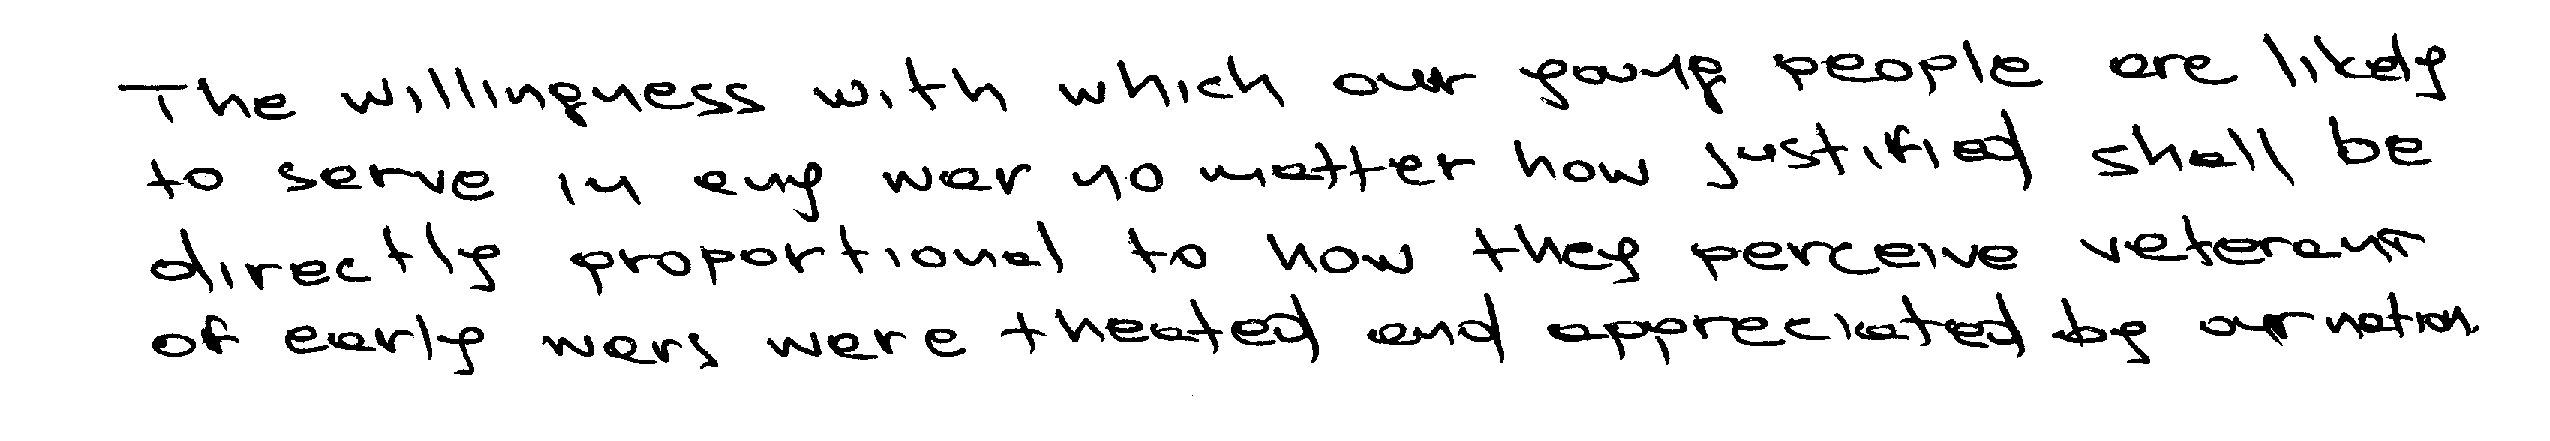 The willingness with which our young people are likely
to serve in any war no matter how justified shall be
directly proportional to how they perceive veterans
of early wars were theated and appreciated by our nation.